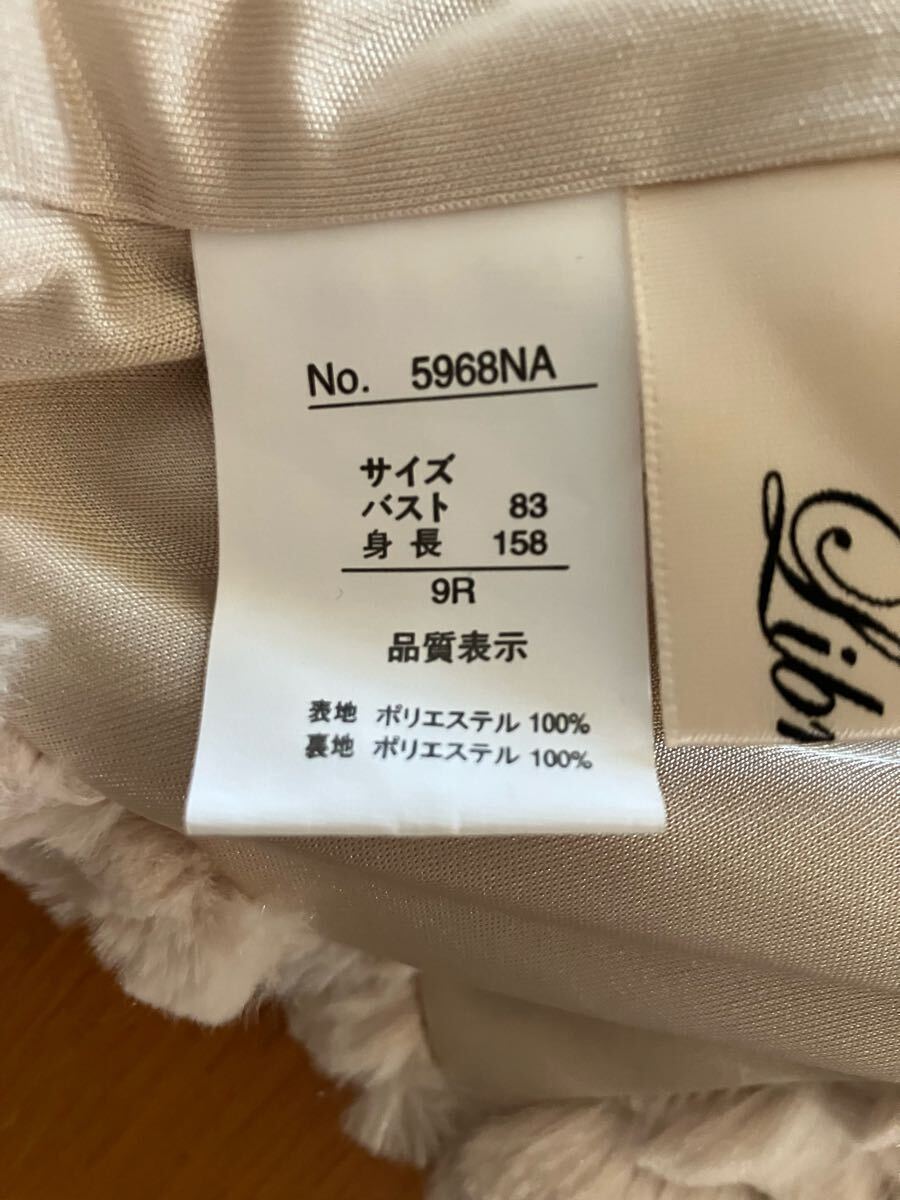 No. 5968NA
サイズ
バスト 83
身長 158
9R
品質表示
表地 ポリエステル 100%
裏地 ポリエステル 100%